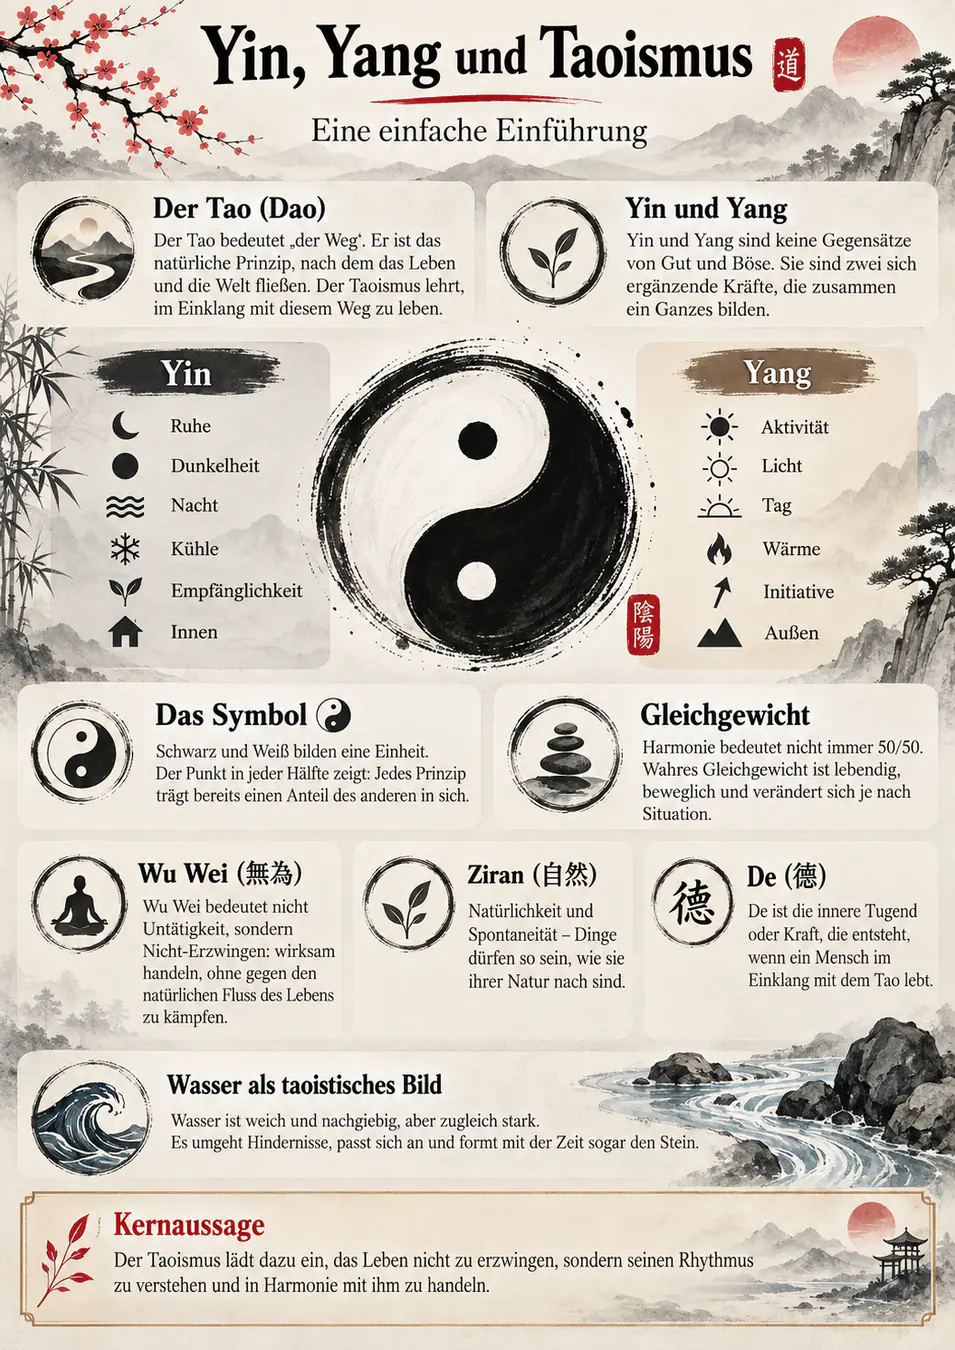 Yin, Yang und Taoismus
道
Eine einfache Einführung
Der Tao (Dao)
Der Tao bedeutet „der Weg‘. Er ist das
natürliche Prinzip, nach dem das Leben
und die Welt fließen. Der Taoismus lehrt,
im Einklang mit diesem Weg zu leben.
Yin und Yang
Yin und Yang sind keine Gegensätze
von Gut und Böse. Sie sind zwei sich
ergänzende Kräfte, die zusammen
ein Ganzes bilden.
Yin
Ruhe
Dunkelheit
Nacht
Kühle
Empfänglichkeit
Innen
Yang
Aktivität
Licht
Tag
Wärme
Initiative
Außen
陰
陽
Das Symbol
Schwarz und Weiß bilden eine Einheit.
Der Punkt in jeder Hälfte zeigt: Jedes Prinzip
trägt bereits einen Anteil des anderen in sich.
Gleichgewicht
Harmonie bedeutet nicht immer 50/50.
Wahres Gleichgewicht ist lebendig,
beweglich und verändert sich je nach
Situation.
Wu Wei (無為)
Wu Wei bedeutet nicht
Untätigkeit, sondern
Nicht-Erzwingen: wirksam
handeln, ohne gegen den
natürlichen Fluss des Lebens
zu kämpfen.
Ziran (自然)
Natürlichkeit und
Spontaneität – Dinge
dürfen so sein, wie sie
ihrer Natur nach sind.
德
De (德)
De ist die innere Tugend
oder Kraft, die entsteht,
wenn ein Mensch im
Einklang mit dem Tao lebt.
Wasser als taoistisches Bild
Wasser ist weich und nachgiebig, aber zugleich stark.
Es umgeht Hindernisse, passt sich an und formt mit der Zeit sogar den Stein.
Kernaussage
Der Taoismus lädt dazu ein, das Leben nicht zu erzwingen, sondern seinen Rhythmus
zu verstehen und in Harmonie mit ihm zu handeln.